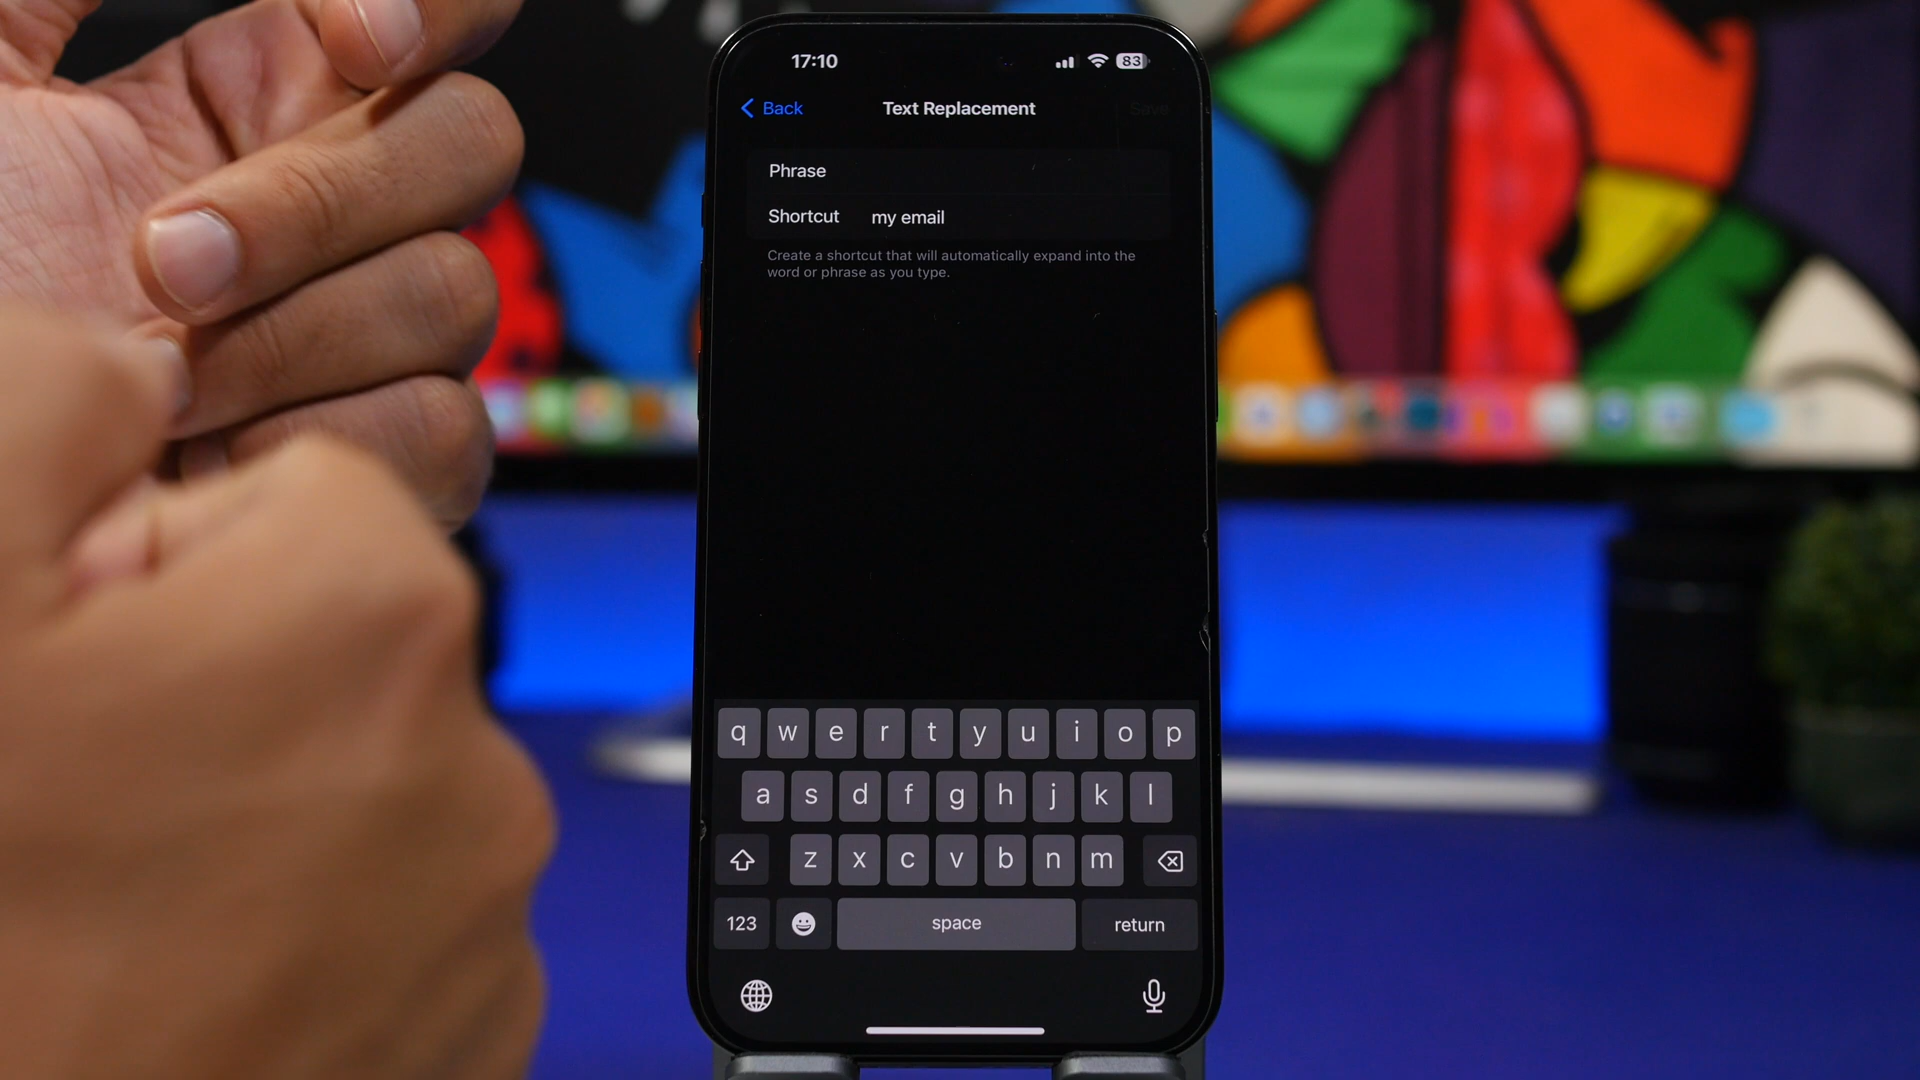 17:10
83
Back
Text Replacement
Save
Phrase
Shortcut my email
Create a shortcut that will automatically expand into the
word or phrase as you type.
q w e r t y u i o p
a s d f g h j k l
z x c v b n m
123 space return